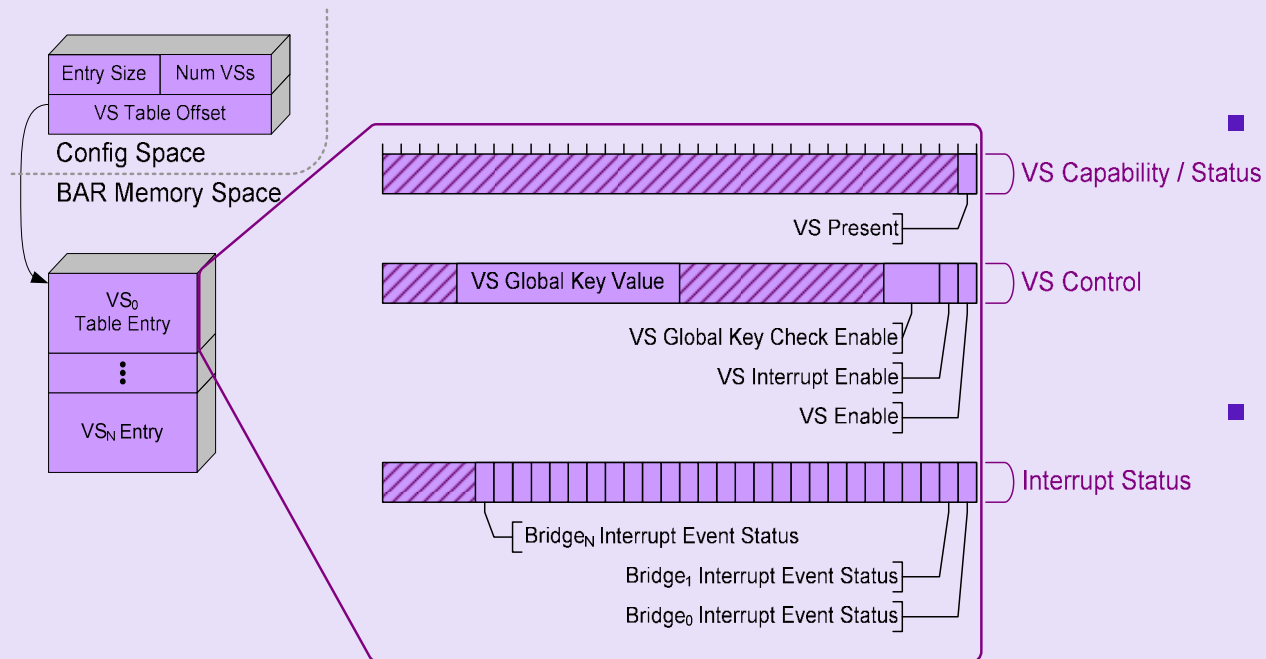 Entry Size
Num VSs
VS Table Offset
Config Space
BAR Memory Space
VS0
Table Entry
VSN Entry
VS Capability / Status
VS Present
VS Global Key Value
VS Control
VS Global Key Check Enable
VS Interrupt Enable
VS Enable
Interrupt Status
BridgeN Interrupt Event Status
Bridge1 Interrupt Event Status
Bridge0 Interrupt Event Status